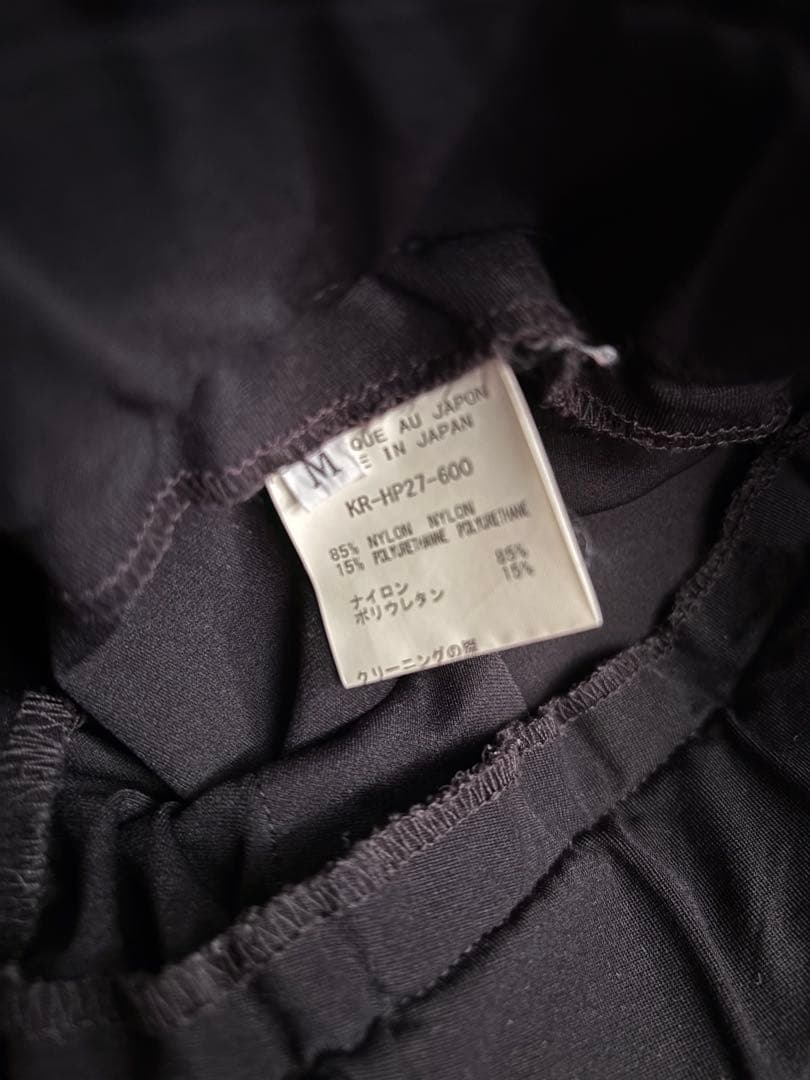 M
QUE AU JAPON
E IN JAPAN
KR-HP27-600
85% NYLON NYLON
15% POLYURETHANE POLYURETHANE
ナイロン 85%
ポリウレタン 15%
クリーニングの際